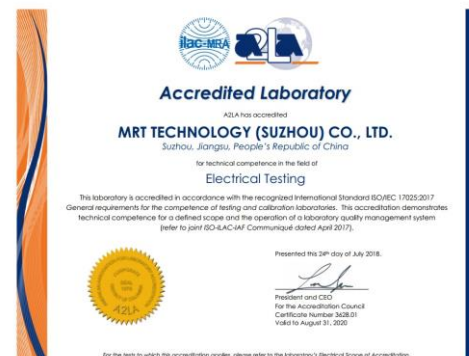 ilac-MRA
A2LA
Accredited Laboratory
A2LA has accredited
MRT TECHNOLOGY (SUZHOU) CO., LTD.
Suzhou, Jiangsu, People's Republic of China
for technical competence in the field of
Electrical Testing
This laboratory is accredited in accordance with the recognized International Standard ISO/IEC 17025:2017
General requirements for the competence of testing and calibration laboratories. This accreditation demonstrates
technical competence for a defined scope and the operation of a laboratory quality management system
(refer to joint ISO-ILAC-IAF Communiqué dated April 2017).
Presented this 24th day of July 2018.
President and CEO
For the Accreditation Council
Certificate Number 3628.01
Valid to August 31, 2020
SEAL
A2LA
For the tests to which this accreditation applies, please refer to the laboratory's Electrical Scope of Accreditation.